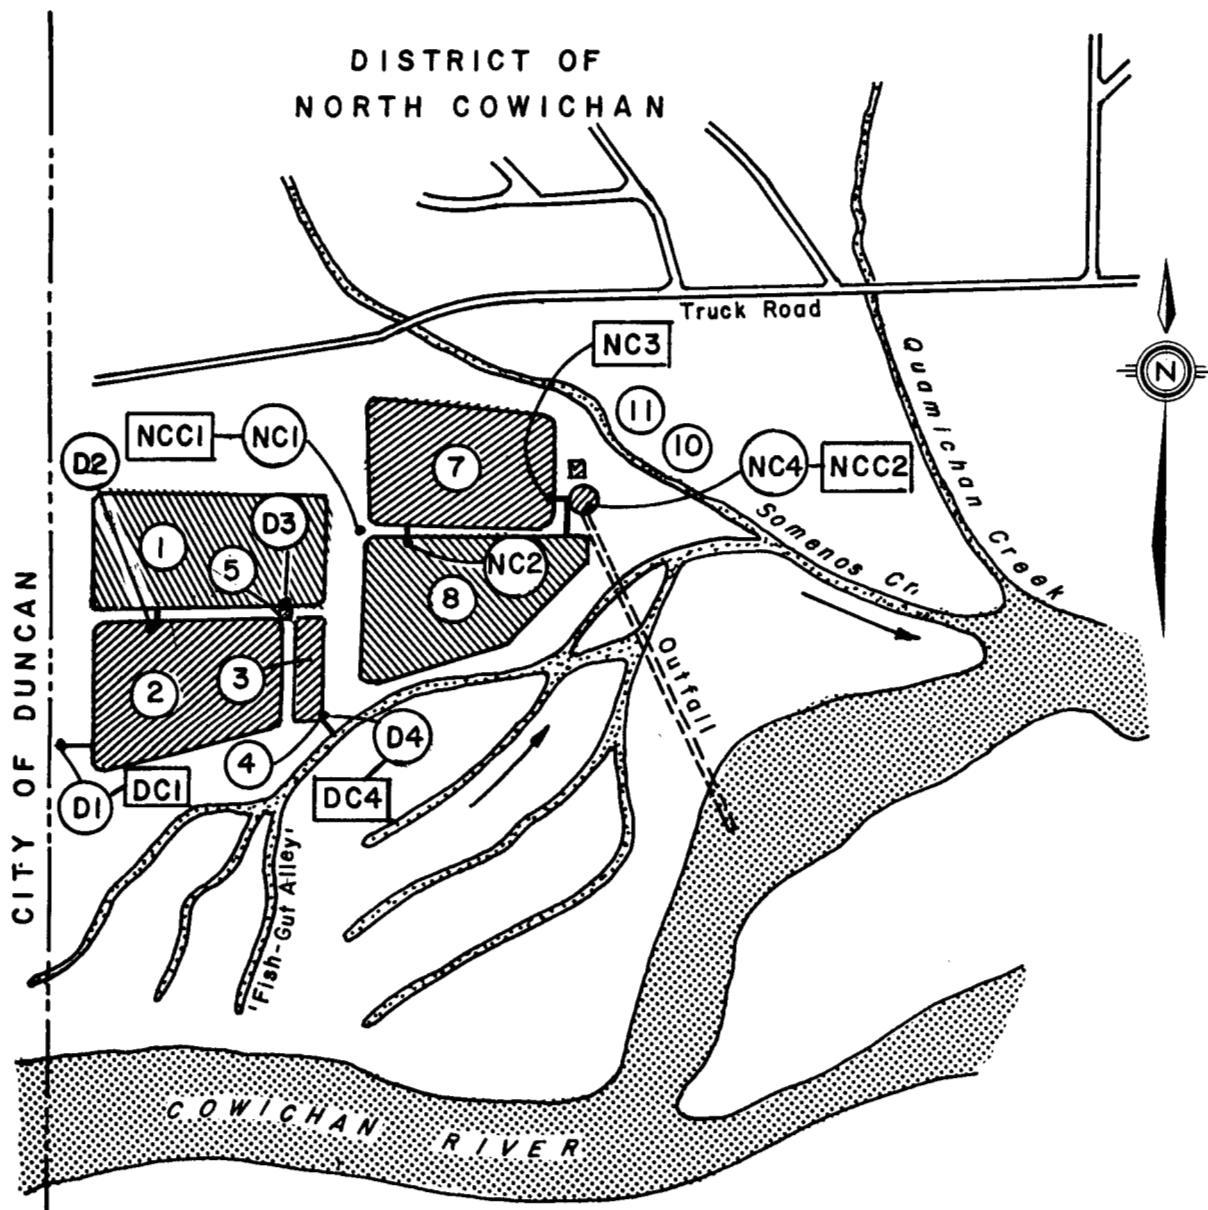 DISTRICT OF
NORTH COWICHAN
Truck Road
NC3
11
10
NCC1
NC1
7
NC4
NCC2
D2
D3
1
5
NC2
8
Quamichan Creek
Somenos Cr.
N
2
3
Outfall
4
D4
D1
DC1
DC4
'Fish-Gut Alley'
CITY OF DUNCAN
COWICHAN RIVER